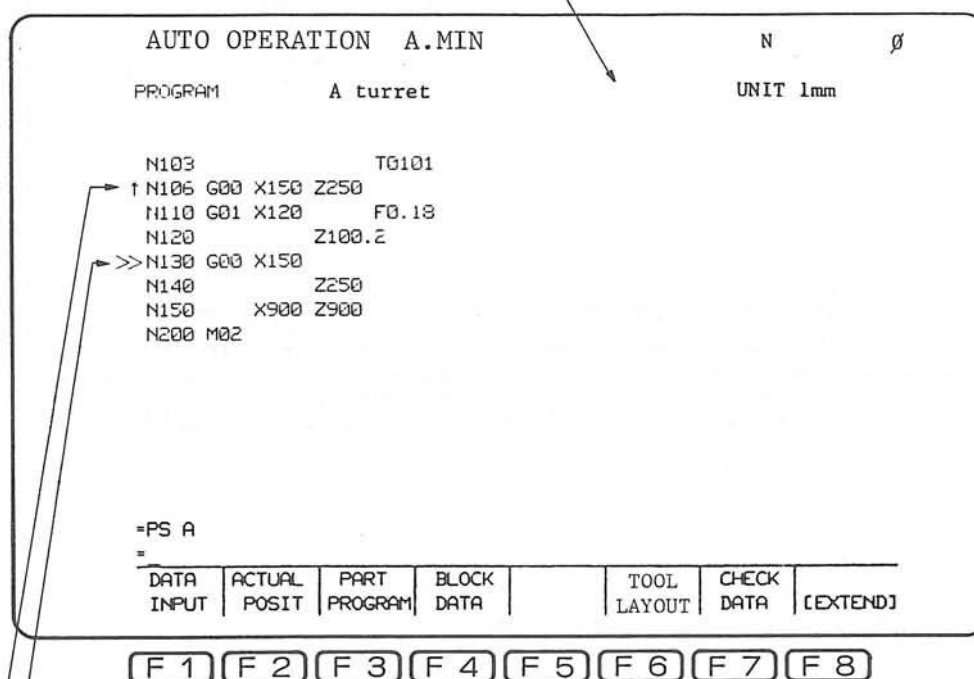 AUTO OPERATION A.MIN N Ø
PROGRAM A turret UNIT 1mm
N103 TG101
↑ N106 G00 X150 Z250
N110 G01 X120 F0.18
N120 Z100.2
>> N130 G00 X150
N140 Z250
N150 X900 Z900
N200 M02
=PS A
=_
DATA INPUT
ACTUAL POSIT
PART PROGRAM
BLOCK DATA
TOOL LAYOUT
CHECK DATA
[EXTEND]
F 1 F 2 F 3 F 4 F 5 F 6 F 7 F 8